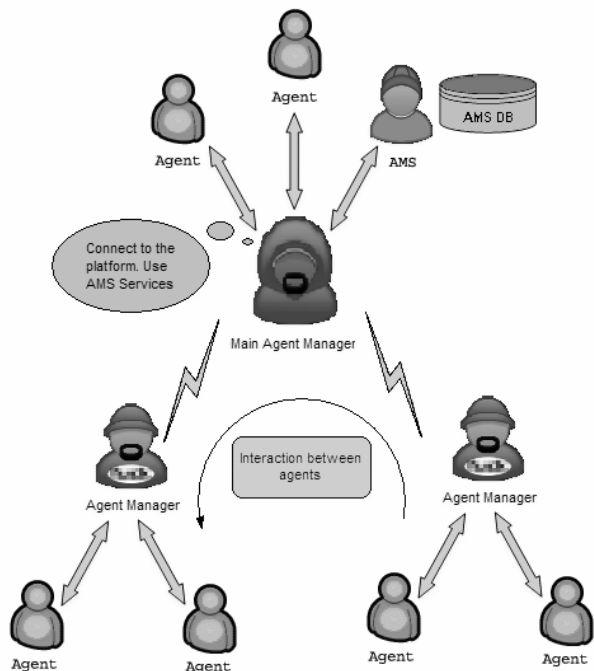 Agent
Agent
AMS
AMS DB
Connect to the
platform. Use
AMS Services
Main Agent Manager
Interaction between
agents
Agent Manager
Agent Manager
Agent
Agent
Agent
Agent